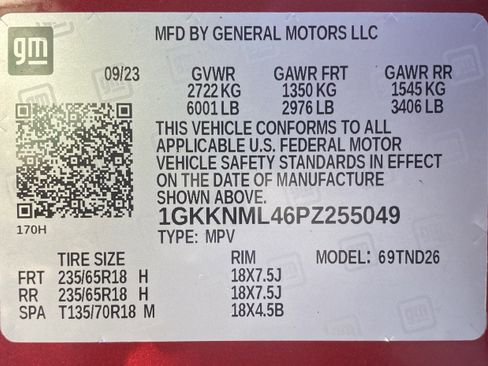 gm
MFD BY GENERAL MOTORS LLC
09/23 GVWR GAWR FRT GAWR RR
2722 KG 1350 KG 1545 KG
6001 LB 2976 LB 3406 LB
THIS VEHICLE CONFORMS TO ALL
APPLICABLE U.S. FEDERAL MOTOR
VEHICLE SAFETY STANDARDS IN EFFECT
ON THE DATE OF MANUFACTURE
SHOWN ABOVE.
1GKKNML46PZ255049
170H
TYPE: MPV
TIRE SIZE RIM MODEL: 69TND26
FRT 235/65R18 H 18X7.5J
RR 235/65R18 H 18X7.5J
SPA T135/70R18 M 18X4.5B